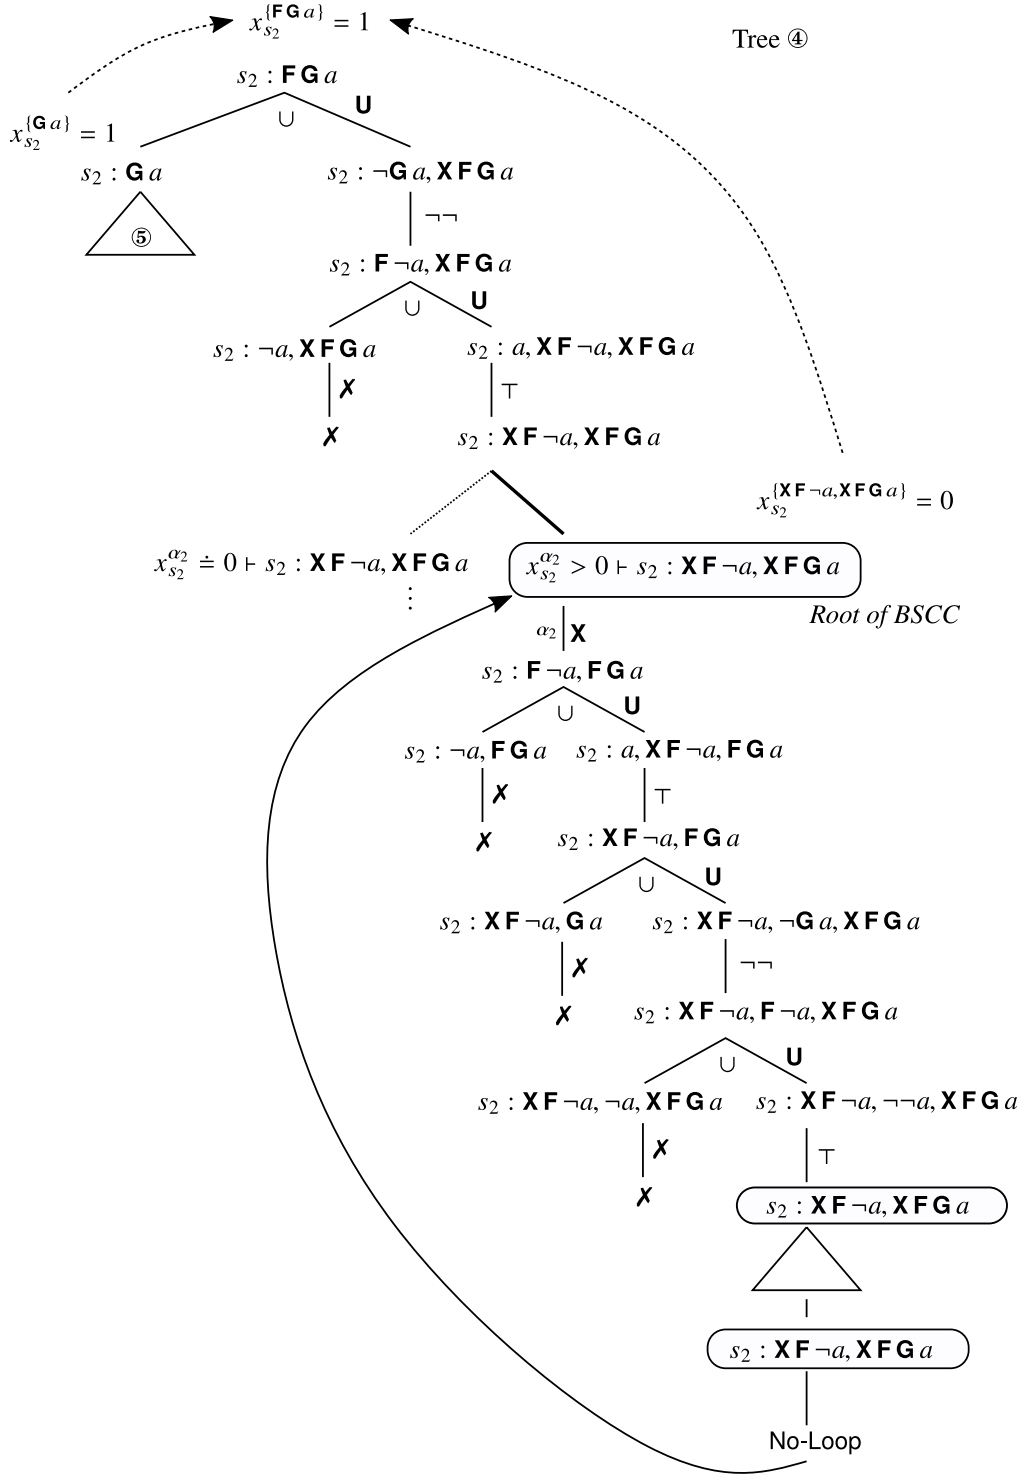 x_{s_2}^{{F G a}} = 1
Tree ④
s_2 : F G a
U
∪
x_{s_2}^{{G a}} = 1
s_2 : G a
s_2 : ¬G a, X F G a
¬¬
⑤
s_2 : F ¬a, X F G a
U
∪
s_2 : ¬a, X F G a
s_2 : a, X F ¬a, X F G a
✗
⊤
✗
s_2 : X F ¬a, X F G a
x_{s_2}^{{X F ¬a, X F G a}} = 0
x_{s_2}^{α_2} ≐ 0 ⊢ s_2 : X F ¬a, X F G a
x_{s_2}^{α_2} > 0 ⊢ s_2 : X F ¬a, X F G a
⋮
Root of BSCC
α_2 X
s_2 : F ¬a, F G a
U
∪
s_2 : ¬a, F G a
s_2 : a, X F ¬a, F G a
✗
⊤
✗
s_2 : X F ¬a, F G a
U
∪
s_2 : X F ¬a, G a
s_2 : X F ¬a, ¬G a, X F G a
✗
¬¬
✗
s_2 : X F ¬a, F ¬a, X F G a
U
∪
s_2 : X F ¬a, ¬a, X F G a
s_2 : X F ¬a, ¬¬a, X F G a
✗
⊤
✗
s_2 : X F ¬a, X F G a
s_2 : X F ¬a, X F G a
No-Loop